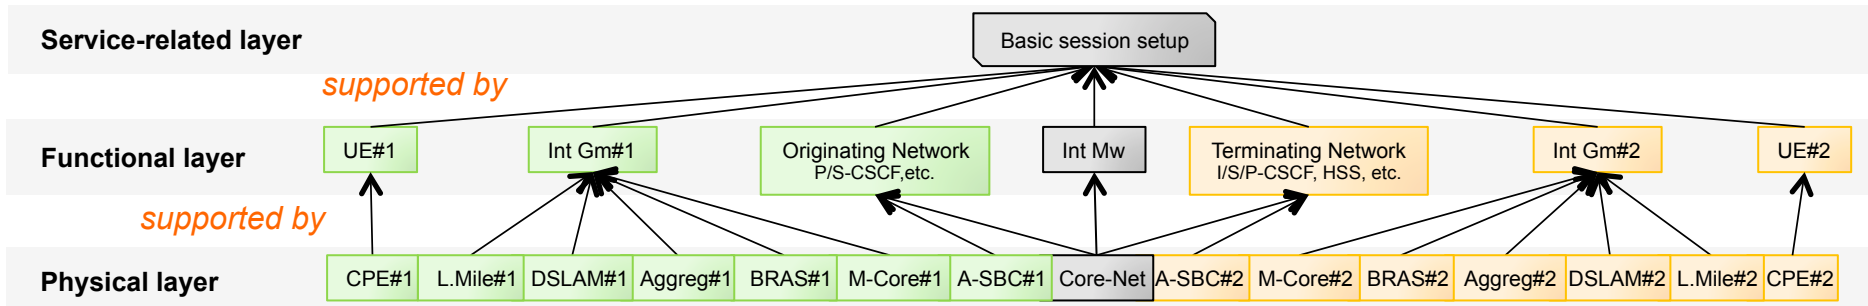 Service-related layer
Basic session setup
supported by
Functional layer
UE#1
Int Gm#1
Originating Network
P/S-CSCF,etc.
Int Mw
Terminating Network
I/S/P-CSCF, HSS, etc.
Int Gm#2
UE#2
supported by
Physical layer
CPE#1
L.Mile#1
DSLAM#1
Aggreg#1
BRAS#1
M-Core#1
A-SBC#1
Core-Net
A-SBC#2
M-Core#2
BRAS#2
Aggreg#2
DSLAM#2
L.Mile#2
CPE#2